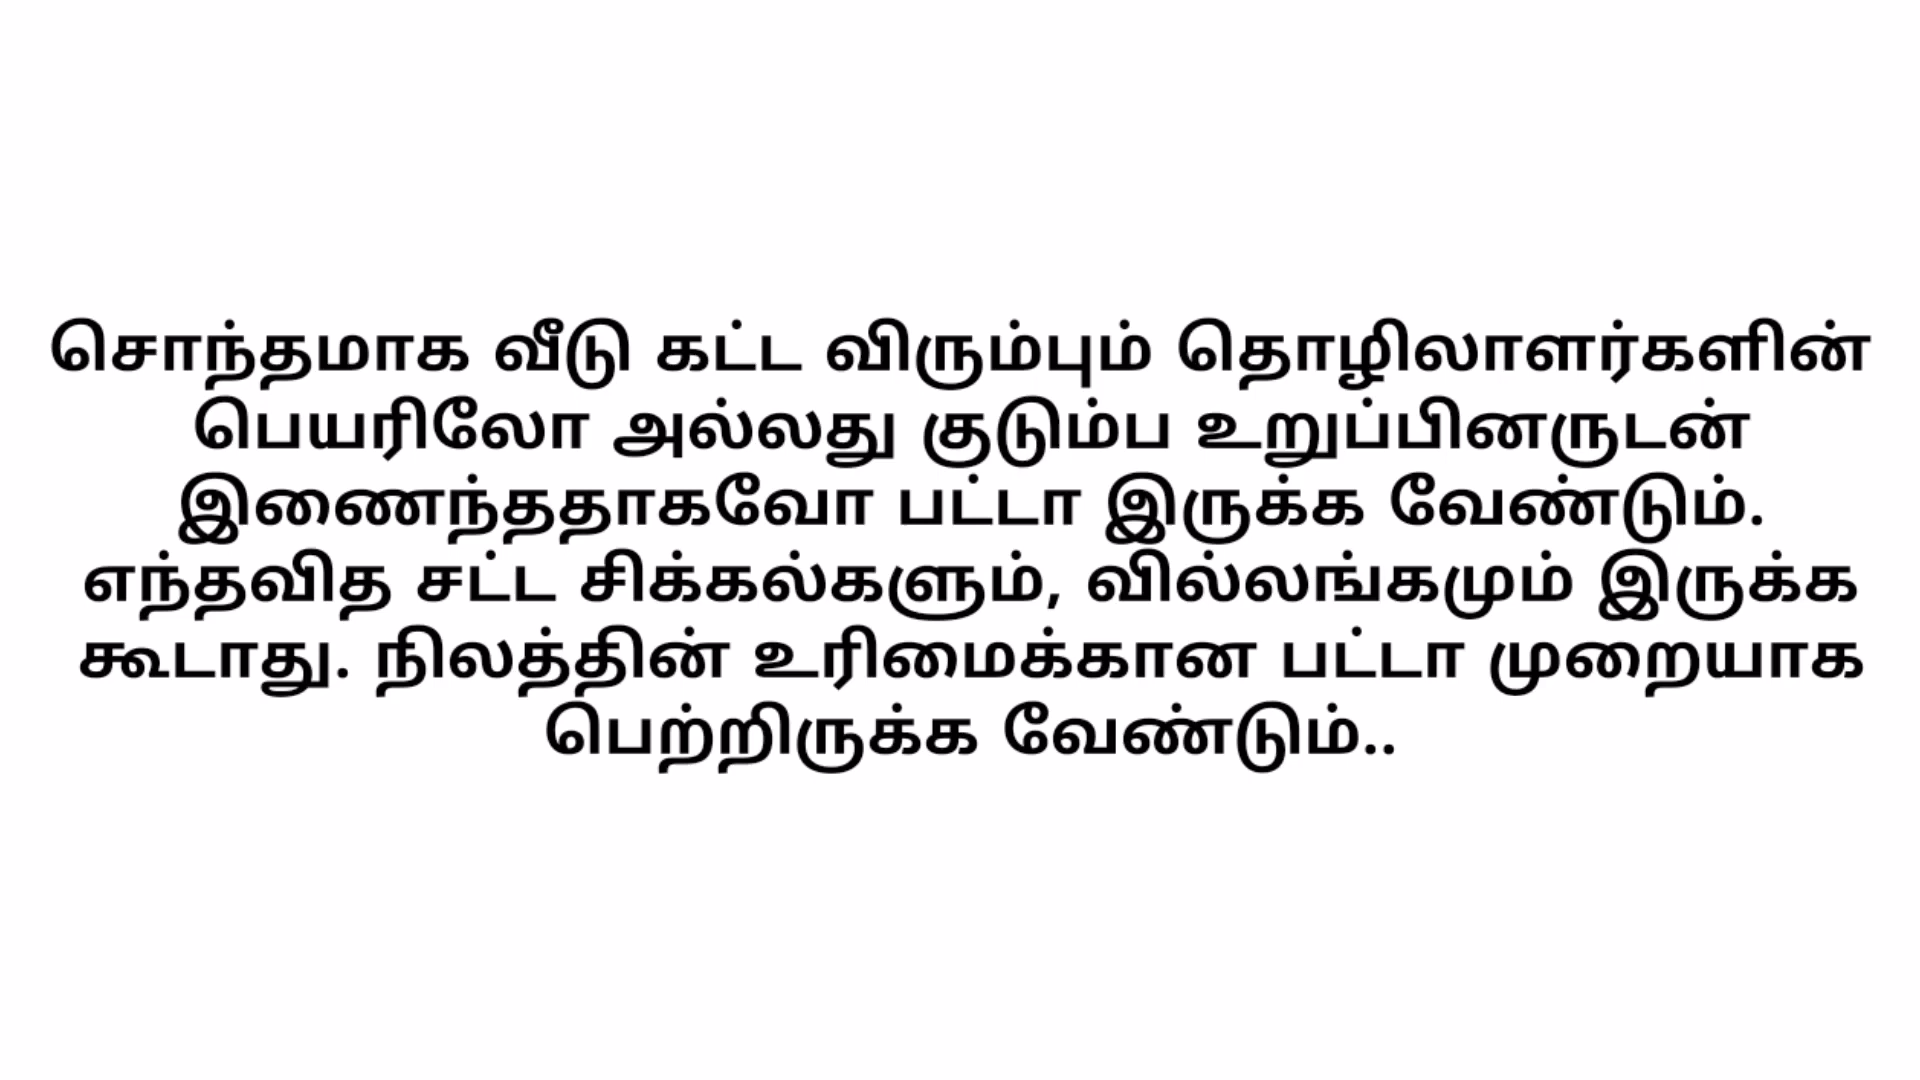 சொந்தமாக வீடு கட்ட விரும்பும் தொழிலாளர்களின்
பெயரிலோ அல்லது குடும்ப உறுப்பினருடன்
இணைந்ததாகவோ பட்டா இருக்க வேண்டும்.
எந்தவித சட்ட சிக்கல்களும், வில்லங்கமும் இருக்க
கூடாது. நிலத்தின் உரிமைக்கான பட்டா முறையாக
பெற்றிருக்க வேண்டும்..